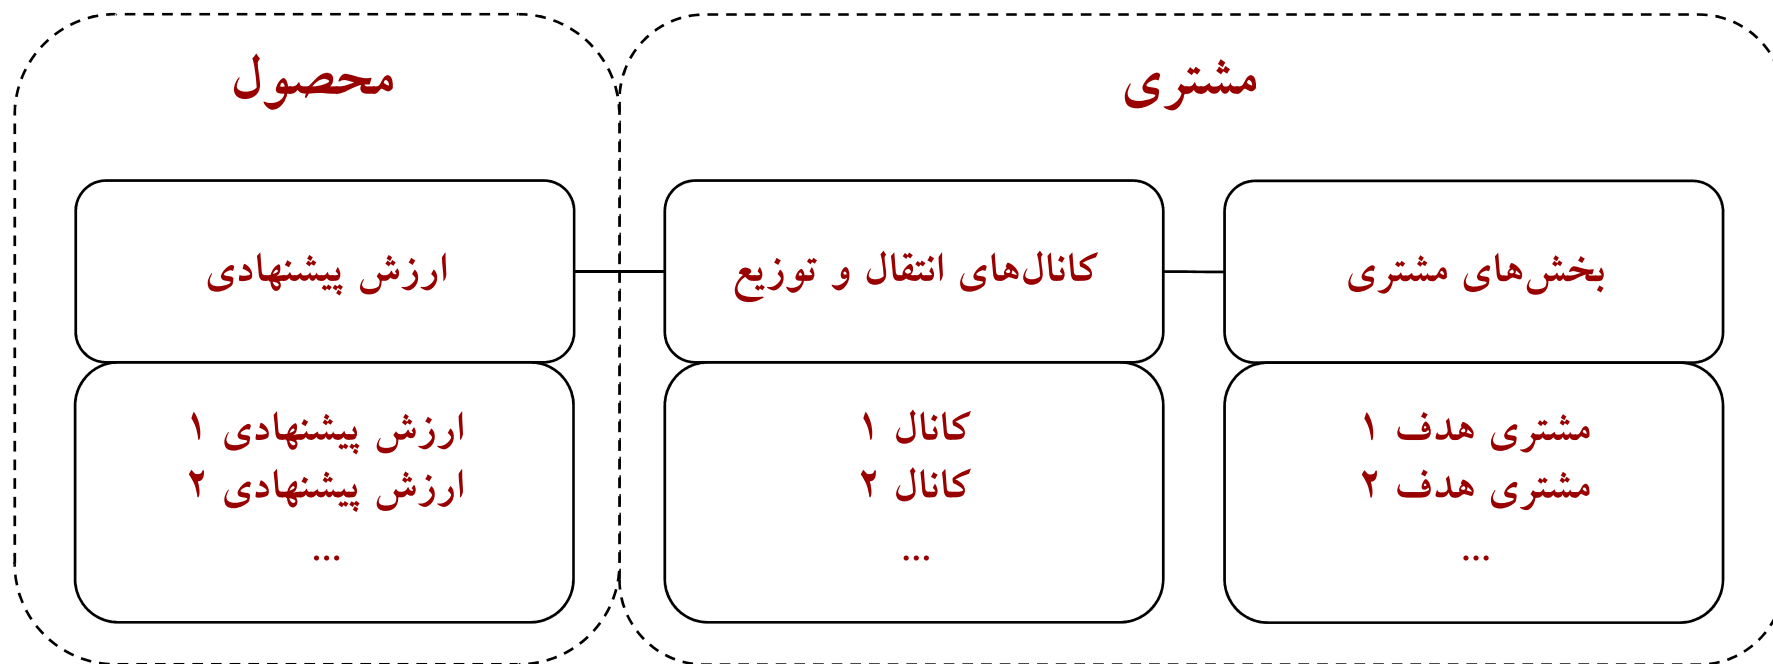 مشتری
محصول
بخش‌های مشتری
کانال‌های انتقال و توزیع
ارزش پیشنهادی
مشتری هدف ۱
مشتری هدف ۲
...
کانال ۱
کانال ۲
...
ارزش پیشنهادی ۱
ارزش پیشنهادی ۲
...